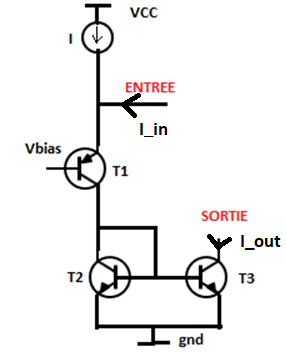 VCC
I
ENTREE
I_in
Vbias
T1
SORTIE
I_out
T2
T3
gnd